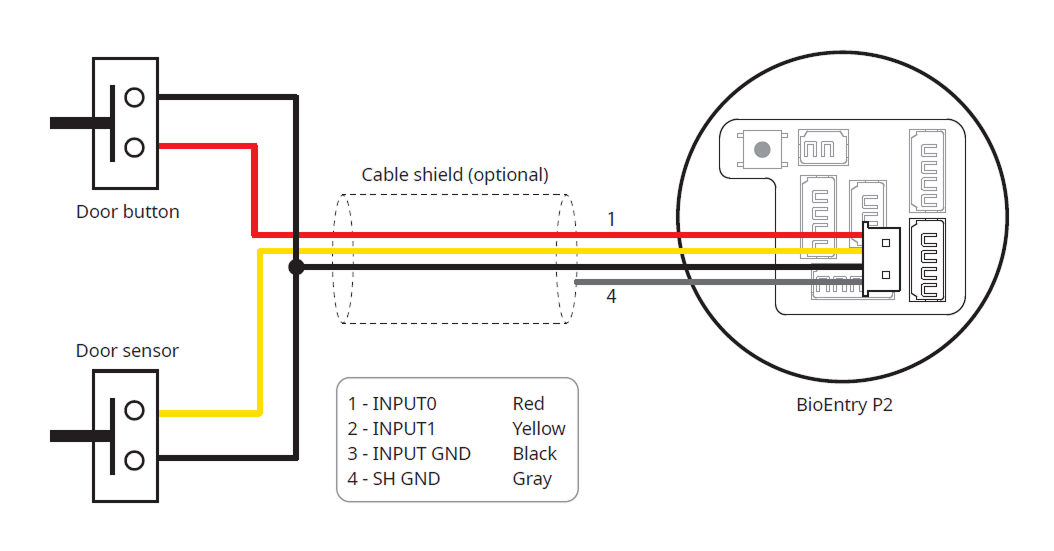 Cable shield (optional)
Door button
1
4
Door sensor
BioEntry P2
1 - INPUT0 Red
2 - INPUT1 Yellow
3 - INPUT GND Black
4 - SH GND Gray